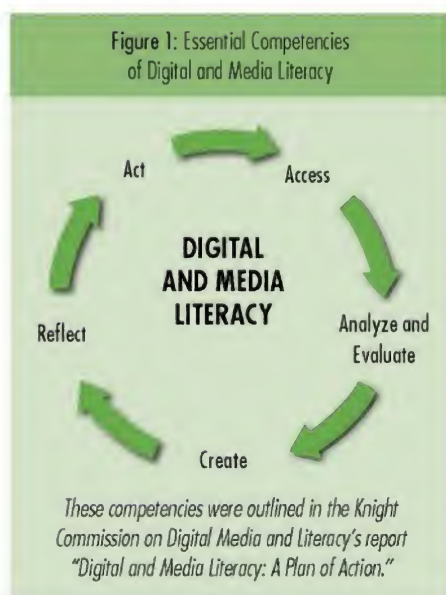 Figure 1: Essential Competencies
of Digital and Media Literacy
Act
Access
DIGITAL
AND MEDIA
LITERACY
Reflect
Analyze and
Evaluate
Create
These competencies were outlined in the Knight
Commission on Digital Media and Literacy's report
"Digital and Media Literacy: A Plan of Action."